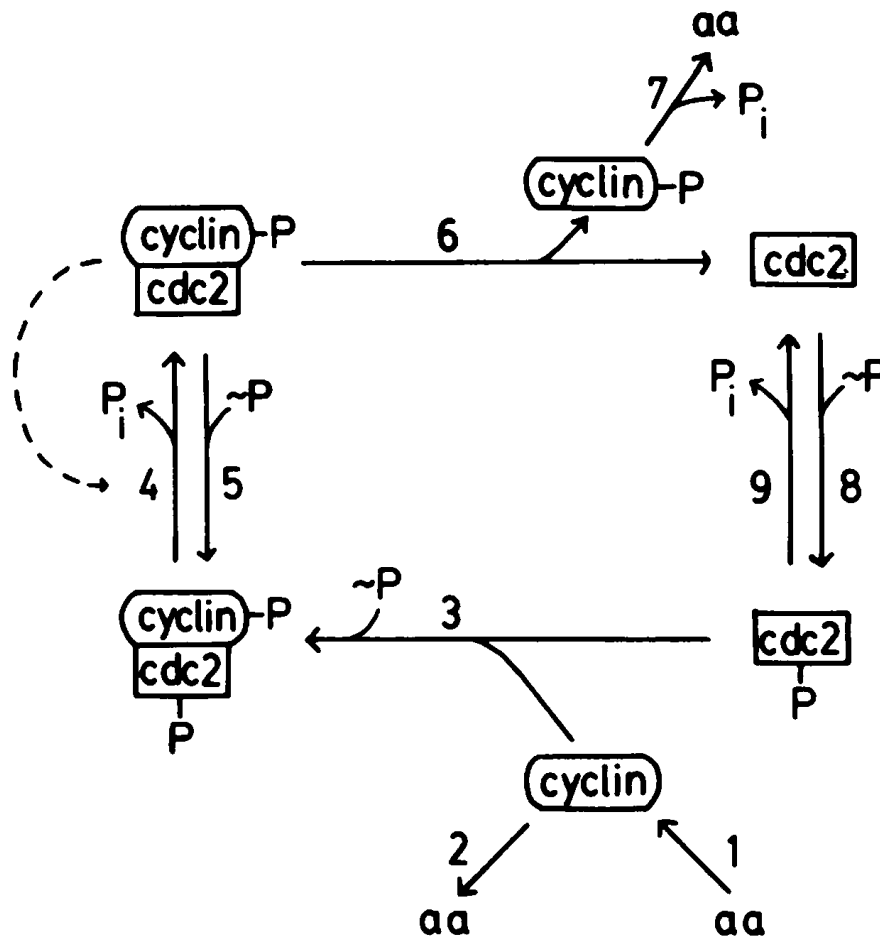 aa
7
Pi
cyclin-P
cyclin-P
6
cdc2
cdc2
Pi
~P
Pi
~P
4
5
9
8
~P
cyclin-P
3
cdc2
cdc2
P
P
cyclin
2
1
aa
aa